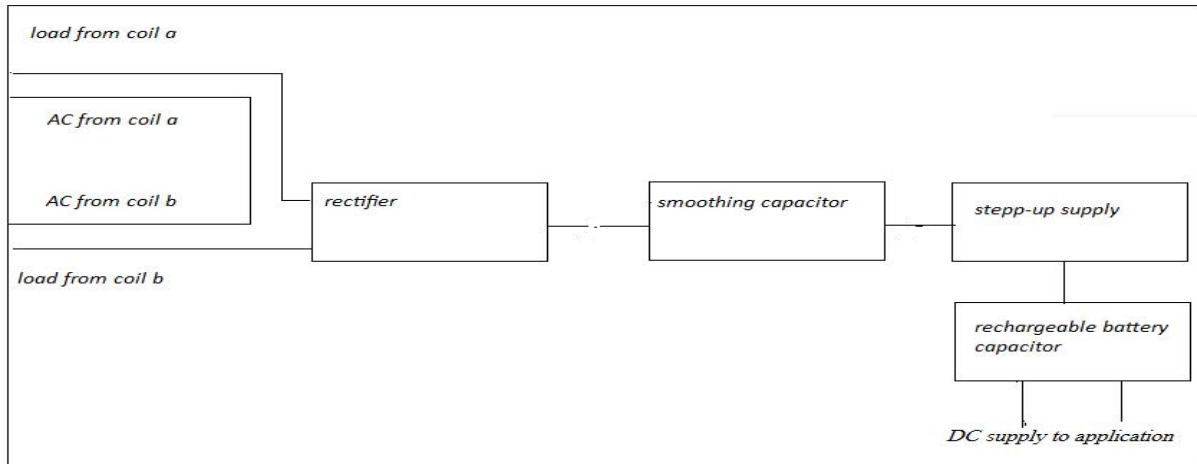 load from coil a
AC from coil a
AC from coil b
load from coil b
rectifier
smoothing capacitor
stepp-up supply
rechargeable battery
capacitor
DC supply to application